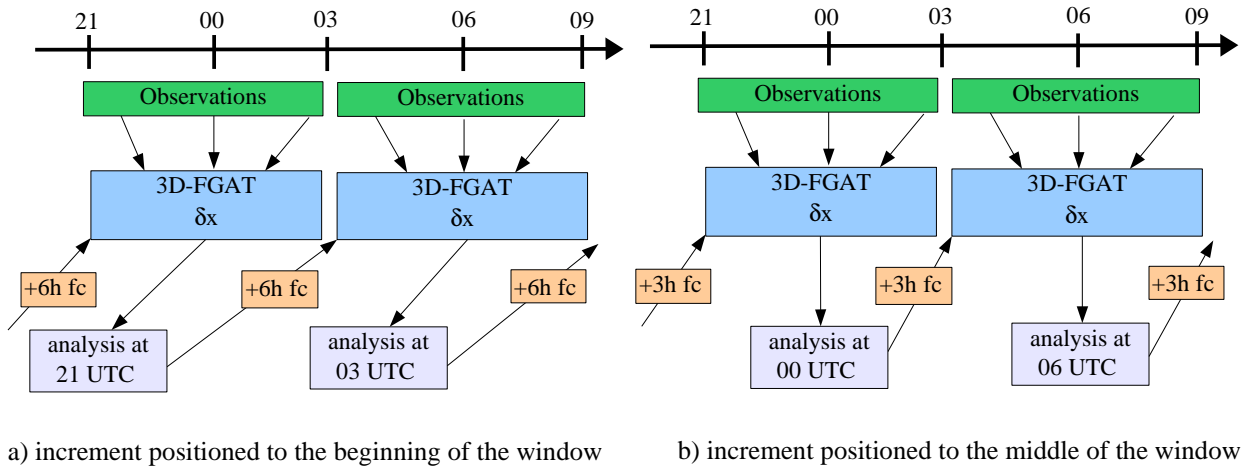 21 00 03 06 09
Observations Observations
3D-FGAT
δx
3D-FGAT
δx
+6h fc +6h fc +6h fc
analysis at
21 UTC
analysis at
03 UTC
a) increment positioned to the beginning of the window
21 00 03 06 09
Observations Observations
3D-FGAT
δx
3D-FGAT
δx
+3h fc +3h fc +3h fc
analysis at
00 UTC
analysis at
06 UTC
b) increment positioned to the middle of the window